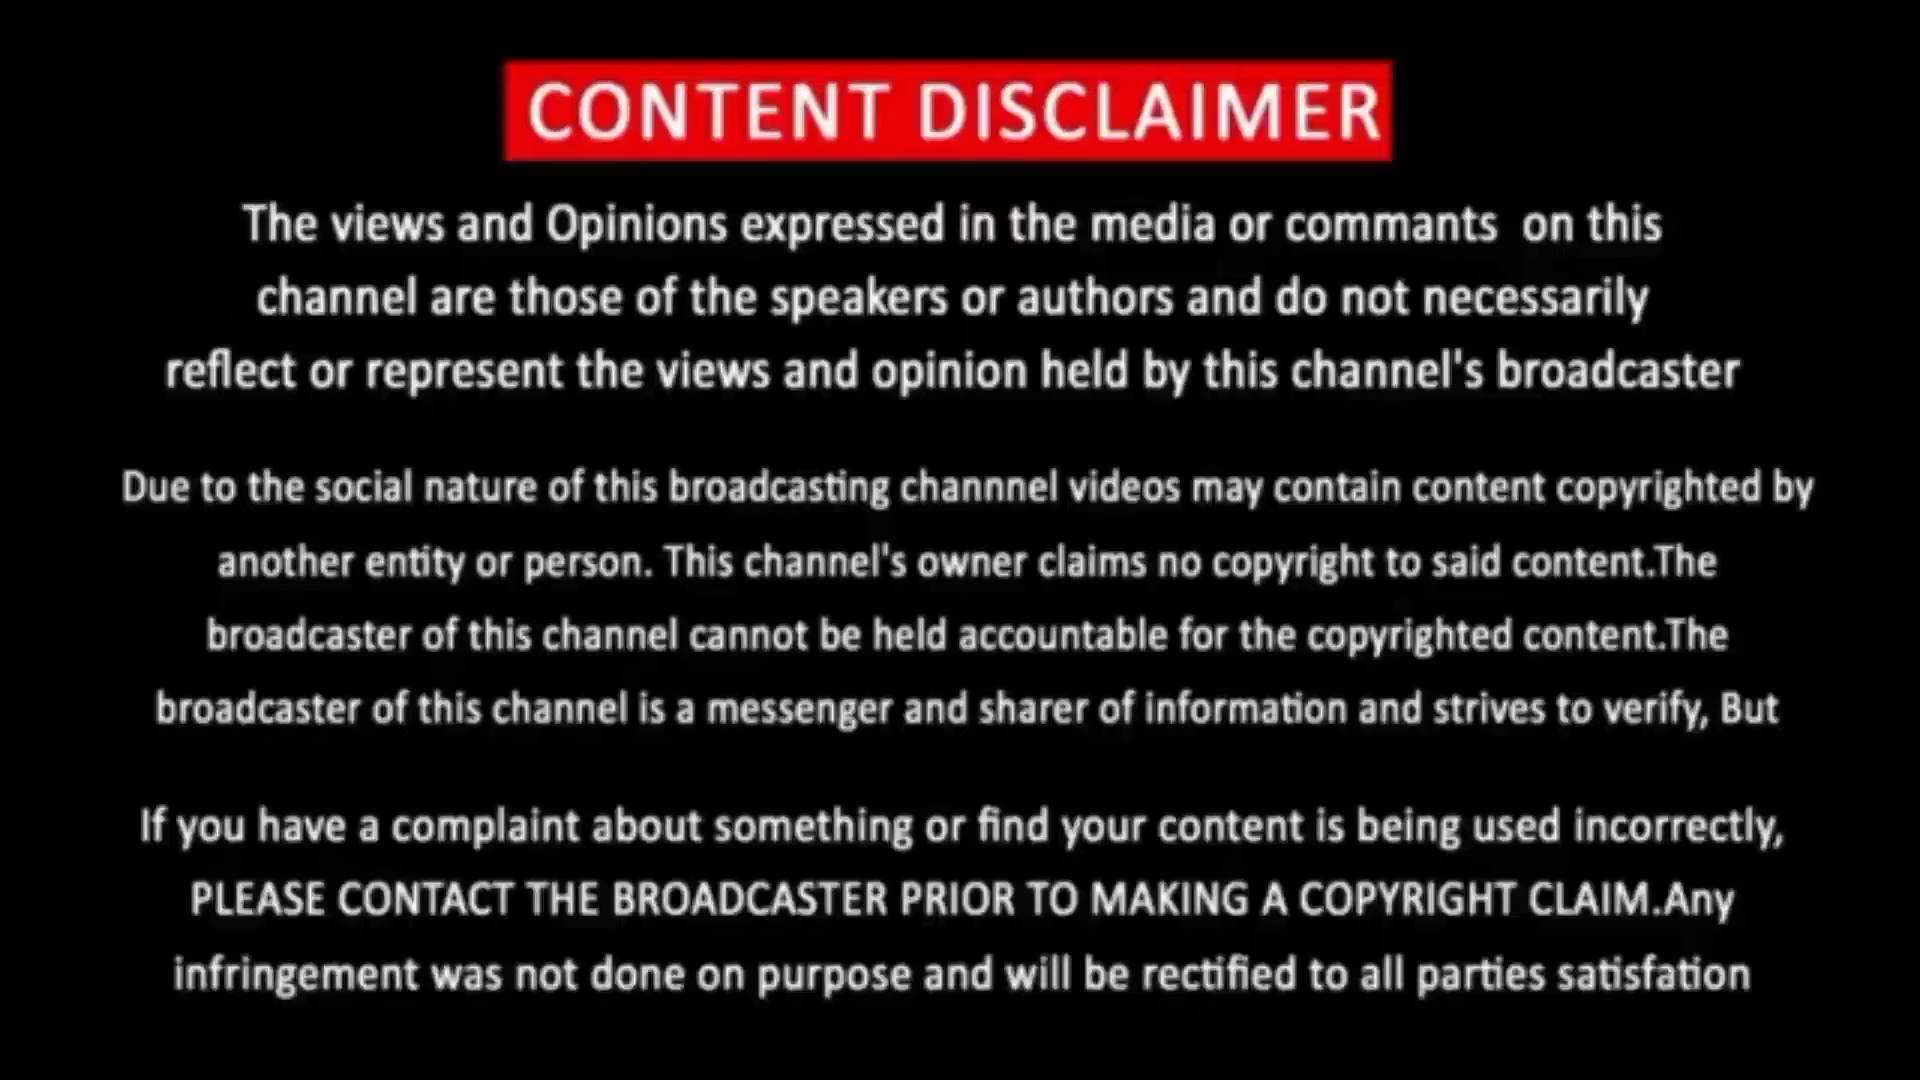 CONTENT DISCLAIMER
The views and Opinions expressed in the media or commants on this
channel are those of the speakers or authors and do not necessarily
reflect or represent the views and opinion held by this channel's broadcaster
Due to the social nature of this broadcasting channnel videos may contain content copyrighted by
another entity or person. This channel's owner claims no copyright to said content.The
broadcaster of this channel cannot be held accountable for the copyrighted content.The
broadcaster of this channel is a messenger and sharer of information and strives to verify, But
If you have a complaint about something or find your content is being used incorrectly,
PLEASE CONTACT THE BROADCASTER PRIOR TO MAKING A COPYRIGHT CLAIM.Any
infringement was not done on purpose and will be rectified to all parties satisfation